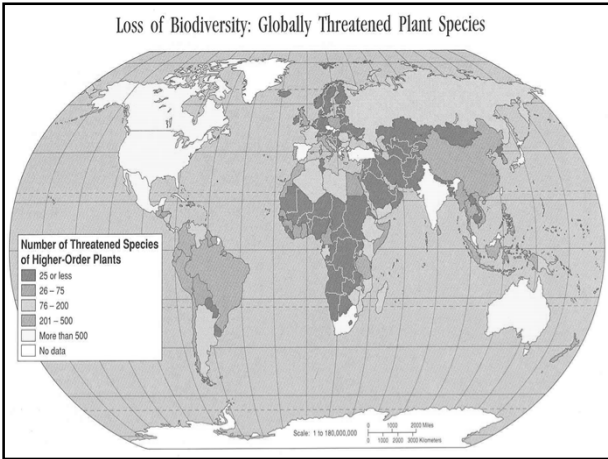 Loss of Biodiversity: Globally Threatened Plant Species
Number of Threatened Species
of Higher-Order Plants
25 or less
26 – 75
76 – 200
201 – 500
More than 500
No data
Scale: 1 to 180,000,000
0 1000 2000 Miles
0 1000 2000 3000 Kilometers